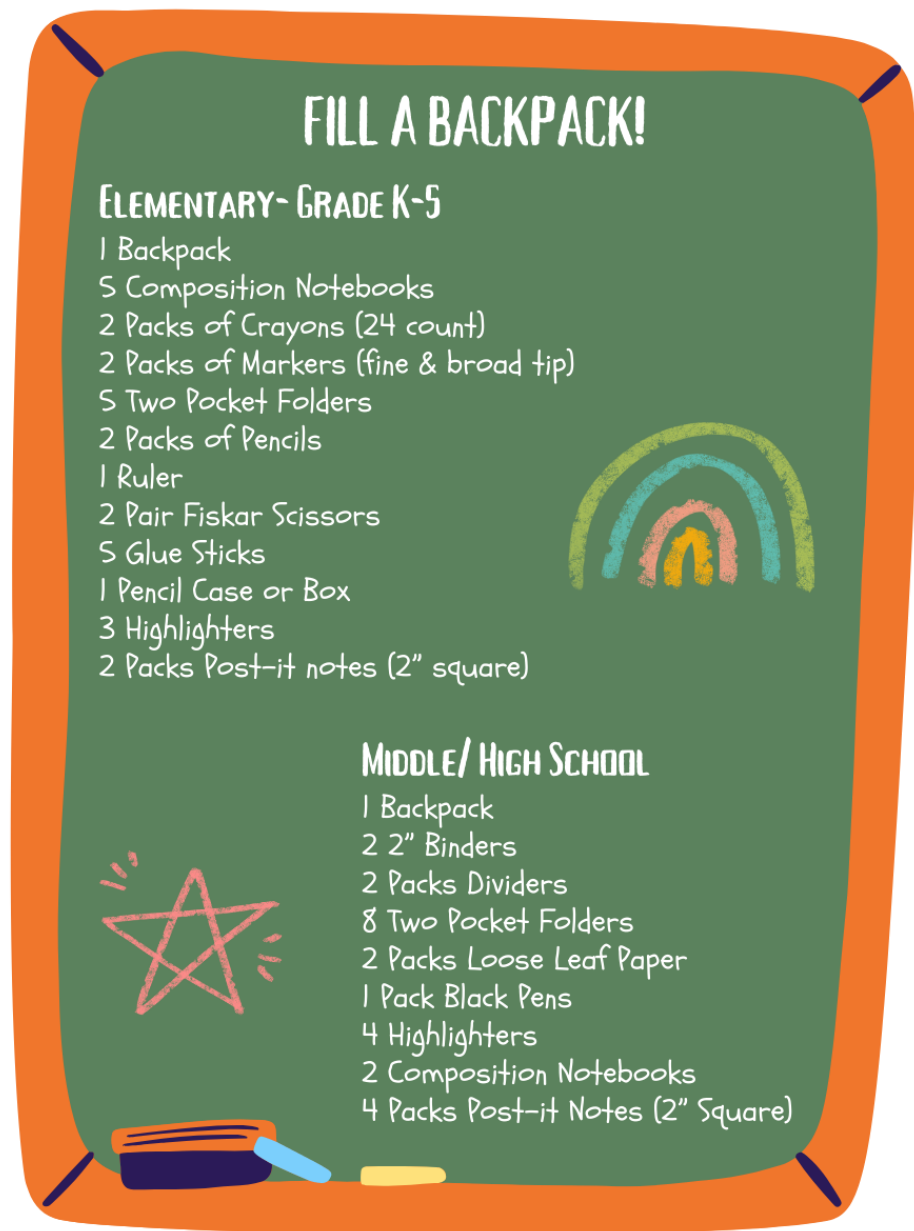 FILL A BACKPACK!
ELEMENTARY- GRADE K-5
1 Backpack
5 Composition Notebooks
2 Packs of Crayons (24 count)
2 Packs of Markers (fine & broad tip)
5 Two Pocket Folders
2 Packs of Pencils
1 Ruler
2 Pair Fiskar Scissors
5 Glue Sticks
1 Pencil Case or Box
3 Highlighters
2 Packs Post-it notes (2” square)
MIDDLE/ HIGH SCHOOL
1 Backpack
2 2” Binders
2 Packs Dividers
8 Two Pocket Folders
2 Packs Loose Leaf Paper
1 Pack Black Pens
4 Highlighters
2 Composition Notebooks
4 Packs Post-it Notes (2” Square)